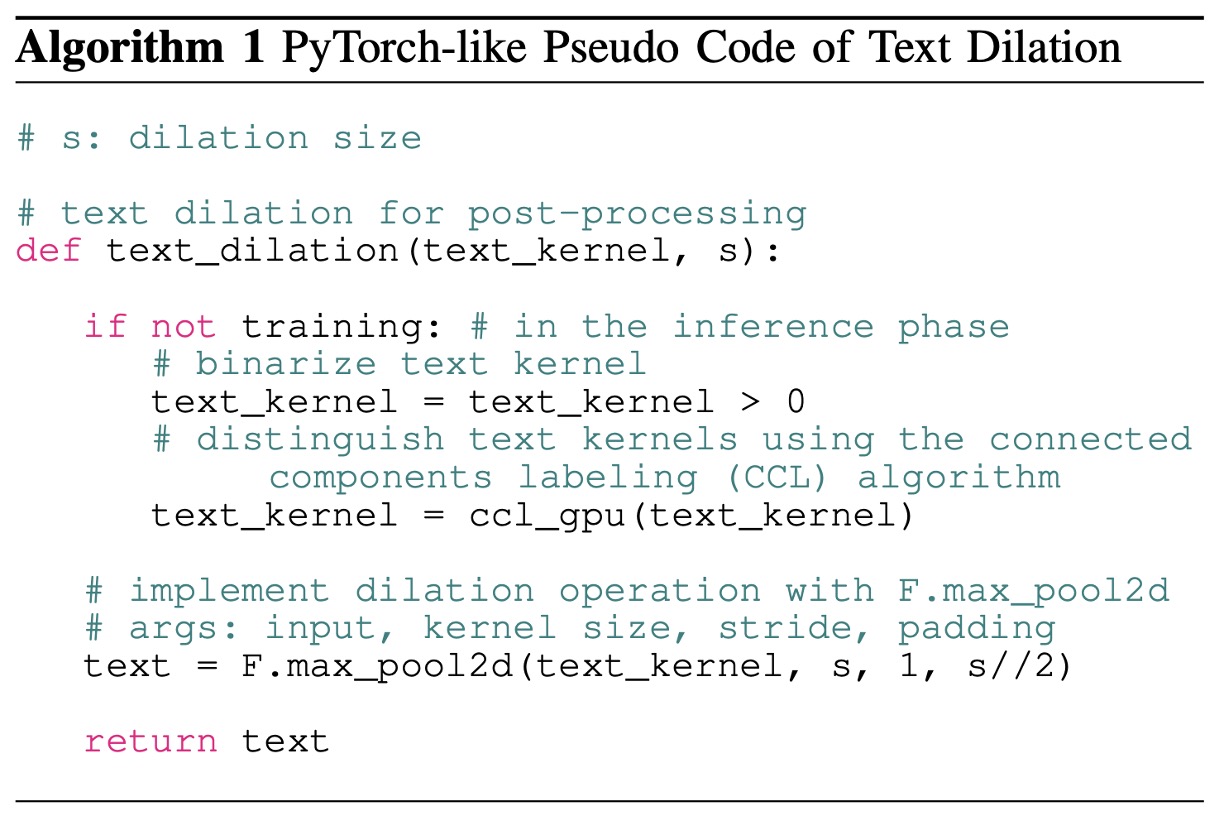 Algorithm 1 PyTorch-like Pseudo Code of Text Dilation
# s: dilation size
# text dilation for post-processing
def text_dilation(text_kernel, s):
if not training: # in the inference phase
# binarize text kernel
text_kernel = text_kernel > 0
# distinguish text kernels using the connected
components labeling (CCL) algorithm
text_kernel = ccl_gpu(text_kernel)
# implement dilation operation with F.max_pool2d
# args: input, kernel size, stride, padding
text = F.max_pool2d(text_kernel, s, 1, s//2)
return text